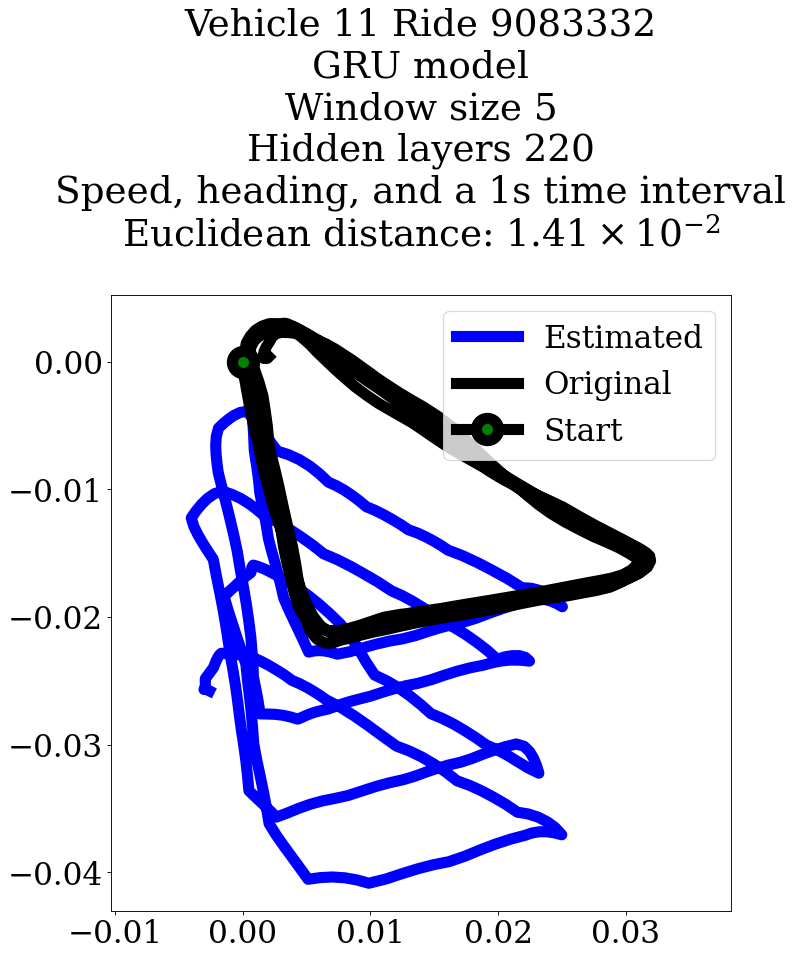 Vehicle 11 Ride 9083332
GRU model
Window size 5
Hidden layers 220
Speed, heading, and a 1s time interval
Euclidean distance: 1.41 × 10⁻²
Estimated
Original
Start
0.00
−0.01
−0.02
−0.03
−0.04
−0.01 0.00 0.01 0.02 0.03